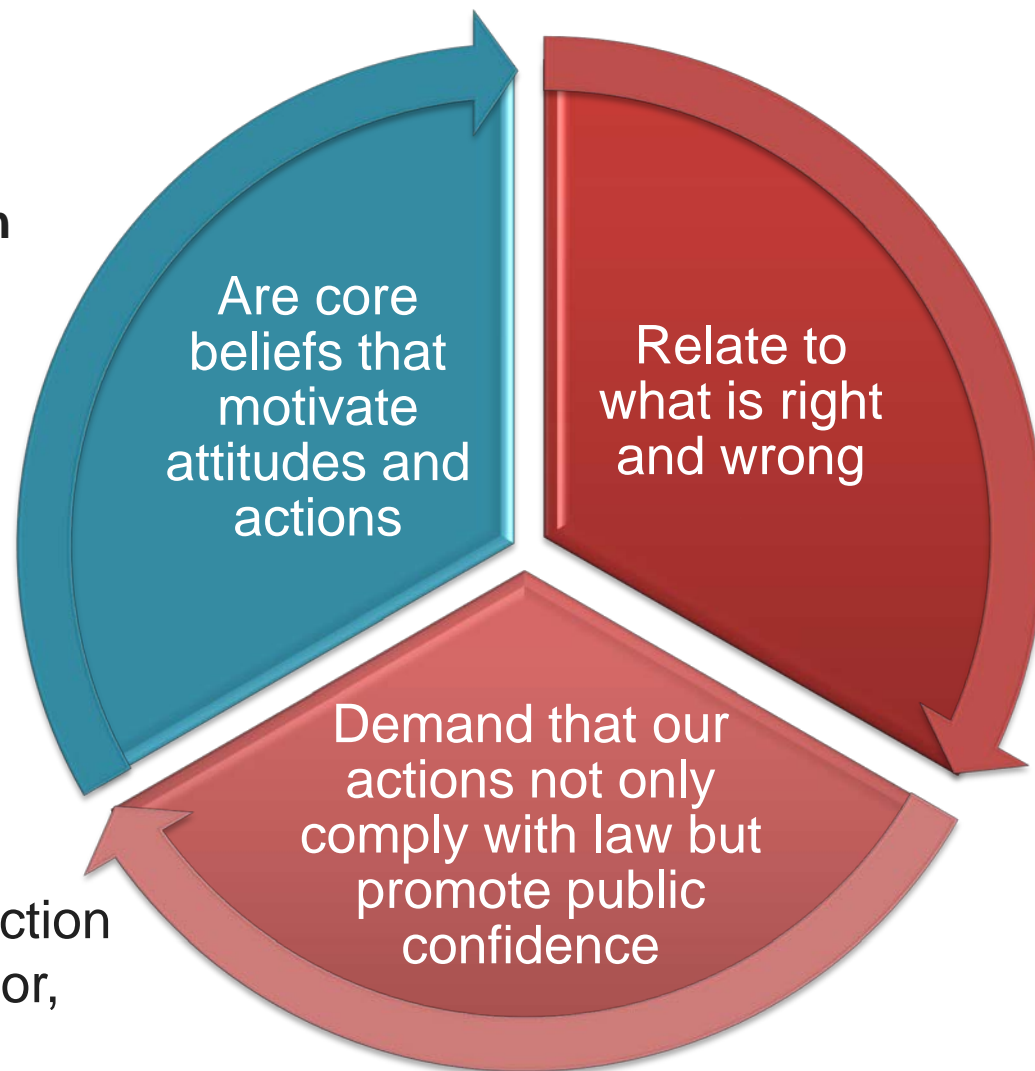 Are core
beliefs that
motivate
attitudes and
actions
Relate to
what is right
and wrong
Demand that our
actions not only
comply with law but
promote public
confidence
ction
or,